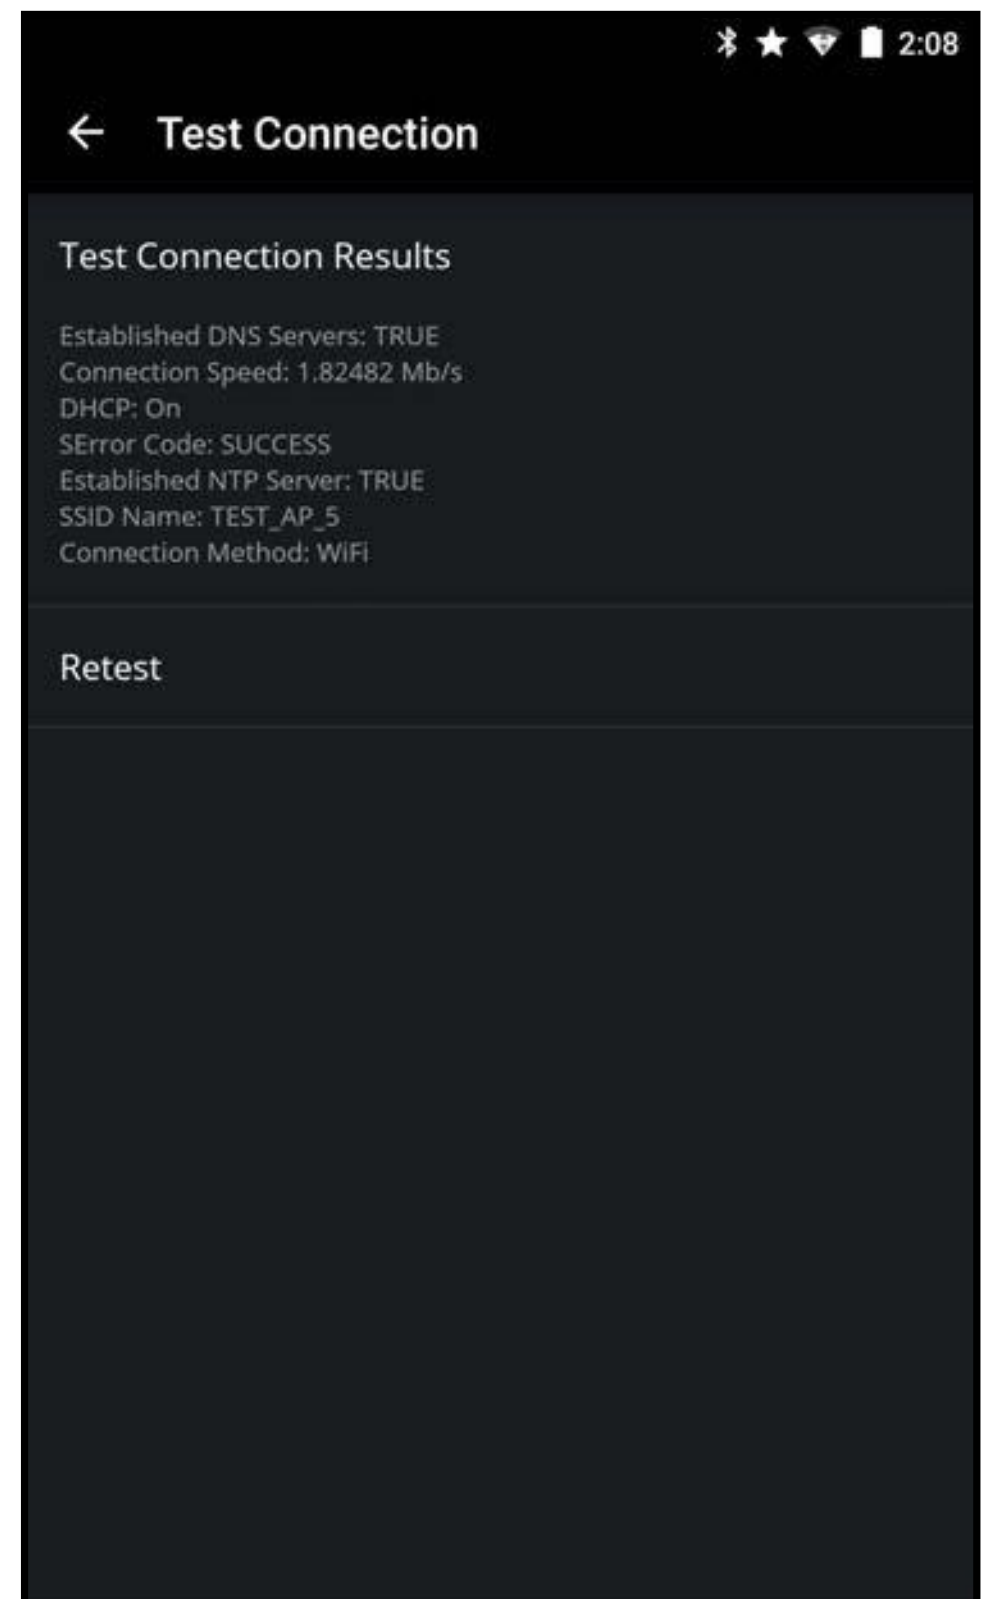 2:08
Test Connection
Test Connection Results
Established DNS Servers: TRUE
Connection Speed: 1.82482 Mb/s
DHCP: On
SError Code: SUCCESS
Established NTP Server: TRUE
SSID Name: TEST_AP_5
Connection Method: WiFi
Retest